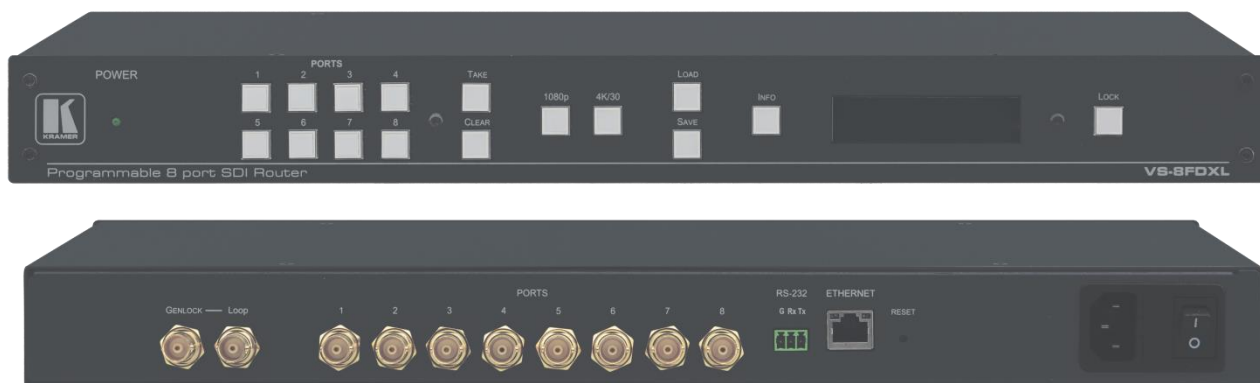 PORTS
POWER
1 2 3 4
TAKE
LOAD
1080p 4K/30
INFO
LOCK
K
KRAMER
5 6 7 8
CLEAR
SAVE
Programmable 8 port SDI Router
VS-8FDXL
PORTS
RS-232 ETHERNET
GENLOCK Loop
1 2 3 4 5 6 7 8
G Rx Tx
RESET
I
O